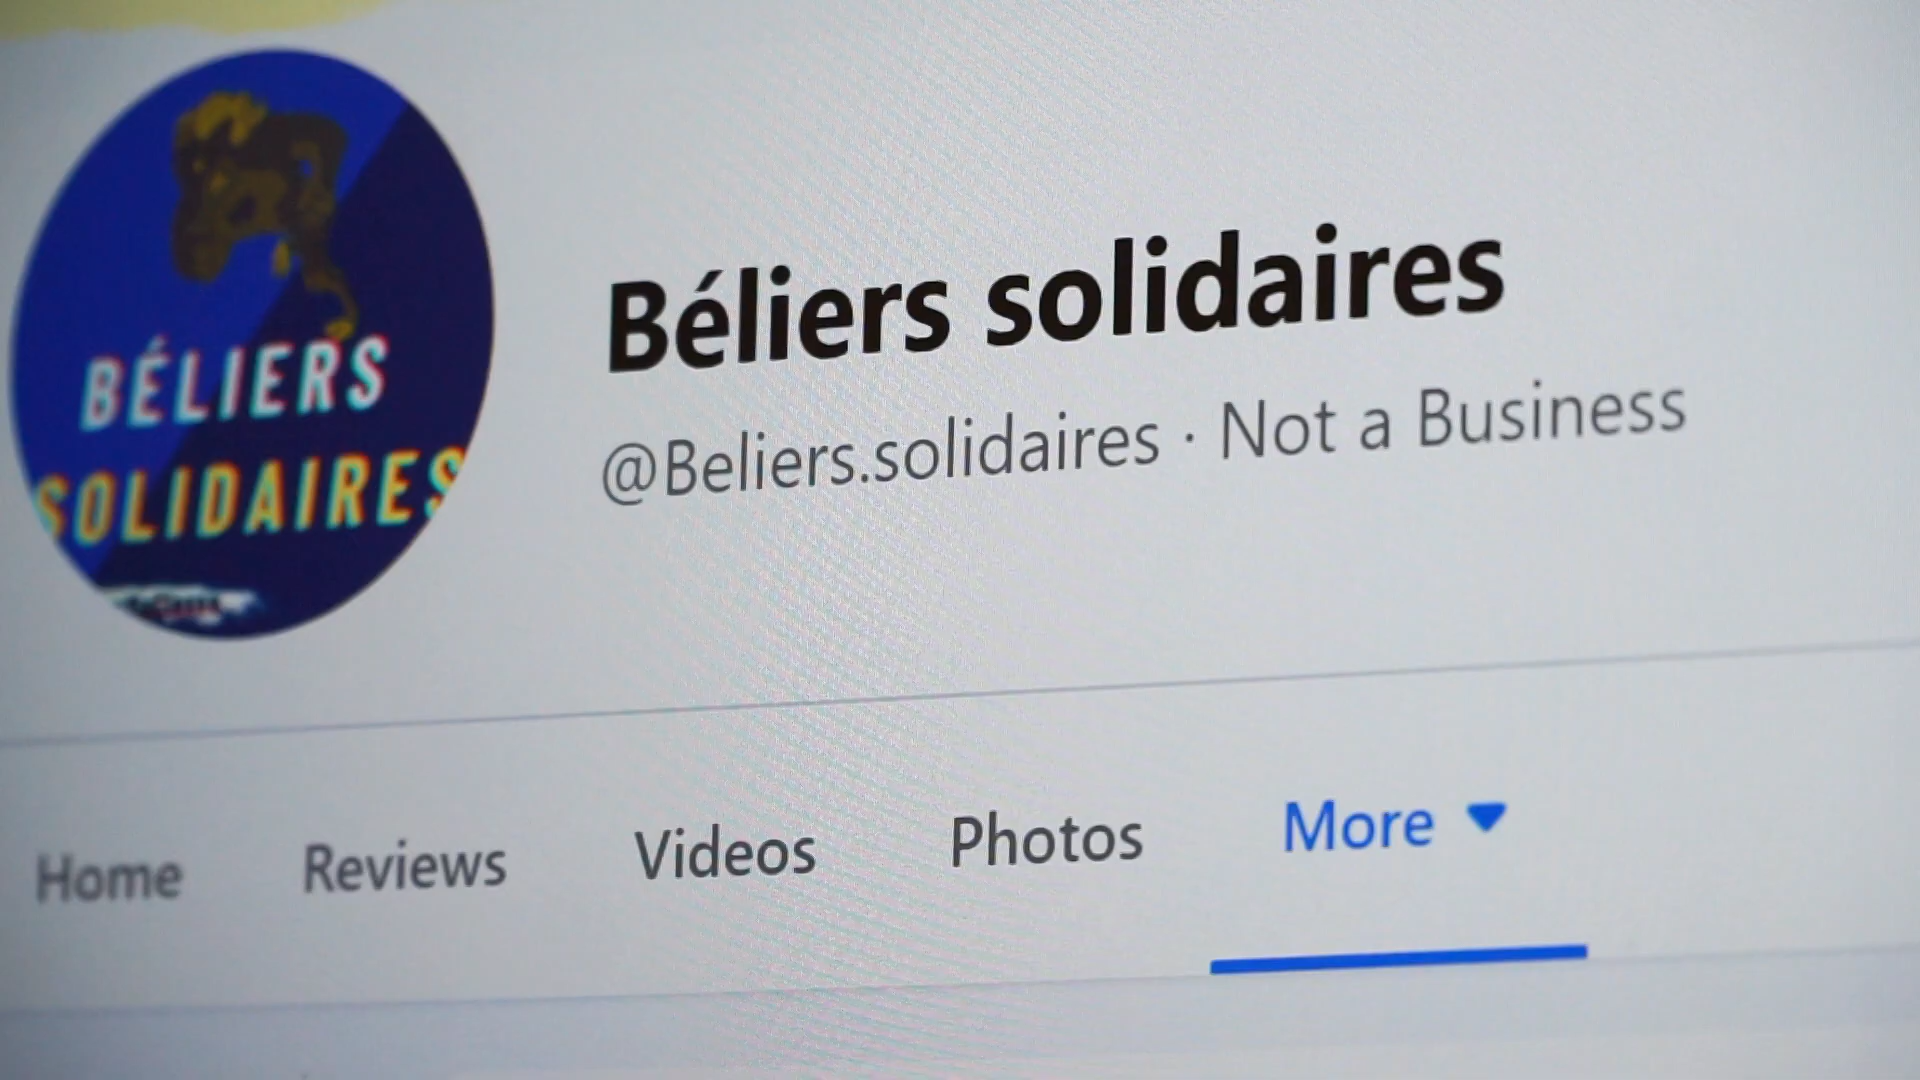 BÉLIERS
SOLIDAIRES
Béliers solidaires
@Beliers.solidaires · Not a Business
Home Reviews Videos Photos More